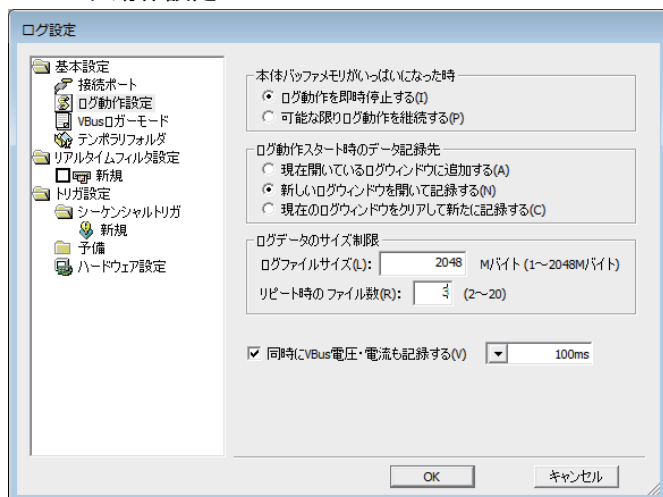 ログ設定
基本設定
接続ポート
ログ動作設定
VBusロガーモード
テンポラリフォルダ
リアルタイムフィルタ設定
新規
トリガ設定
シーケンシャルトリガ
新規
予備
ハードウェア設定
本体バッファメモリがいっぱいになった時
ログ動作を即時停止する(I)
可能な限りログ動作を継続する(P)
ログ動作スタート時のデータ記録先
現在開いているログウィンドウに追加する(A)
新しいログウィンドウを開いて記録する(N)
現在のログウィンドウをクリアして新たに記録する(C)
ログデータのサイズ制限
ログファイルサイズ(L): 2048 Mバイト (1～2048Mバイト)
リピート時の ファイル数(R): (2～20)
同時にVBus電圧・電流も記録する(V) 100ms
OK キャンセル